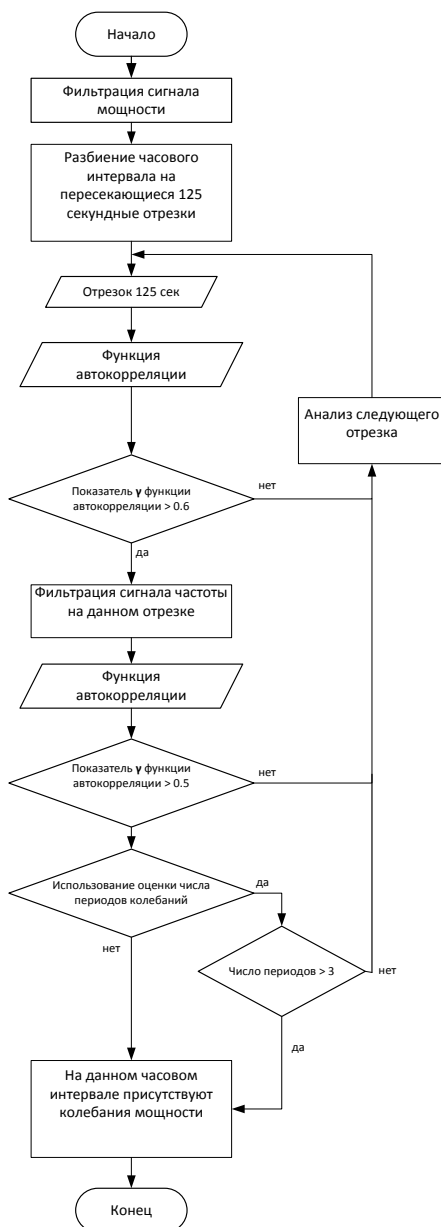 Начало
Фильтрация сигнала
мощности
Разбиение часового
интервала на
пересекающиеся 125
секундные отрезки
Отрезок 125 сек
Функция
автокорреляции
Анализ следующего
отрезка
Показатель γ функции
автокорреляции > 0.6
нет
да
Фильтрация сигнала частоты
на данном отрезке
Функция
автокорреляции
Показатель γ функции
автокорреляции > 0.5
нет
Использование оценки числа
периодов колебаний
да
нет
Число периодов > 3
нет
да
На данном часовом
интервале присутствуют
колебания мощности
Конец